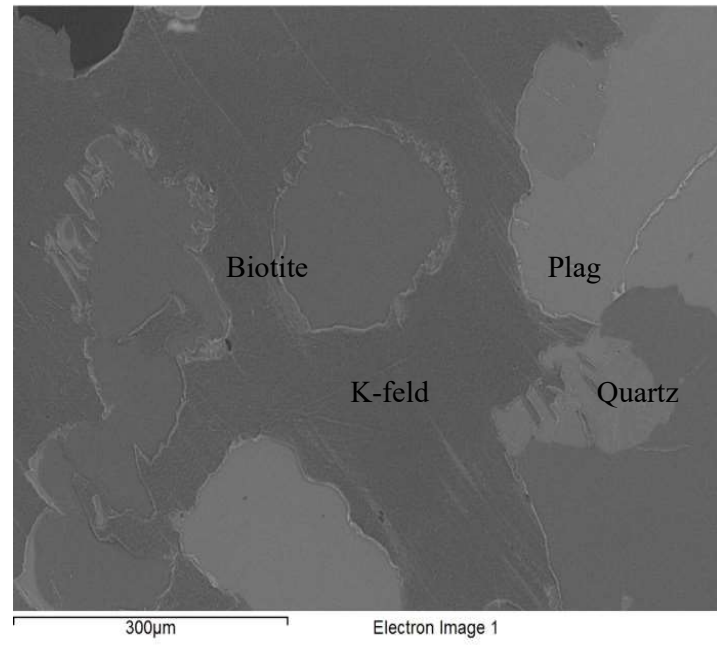 Biotite
Plag
K-feld
Quartz
300µm
Electron Image 1